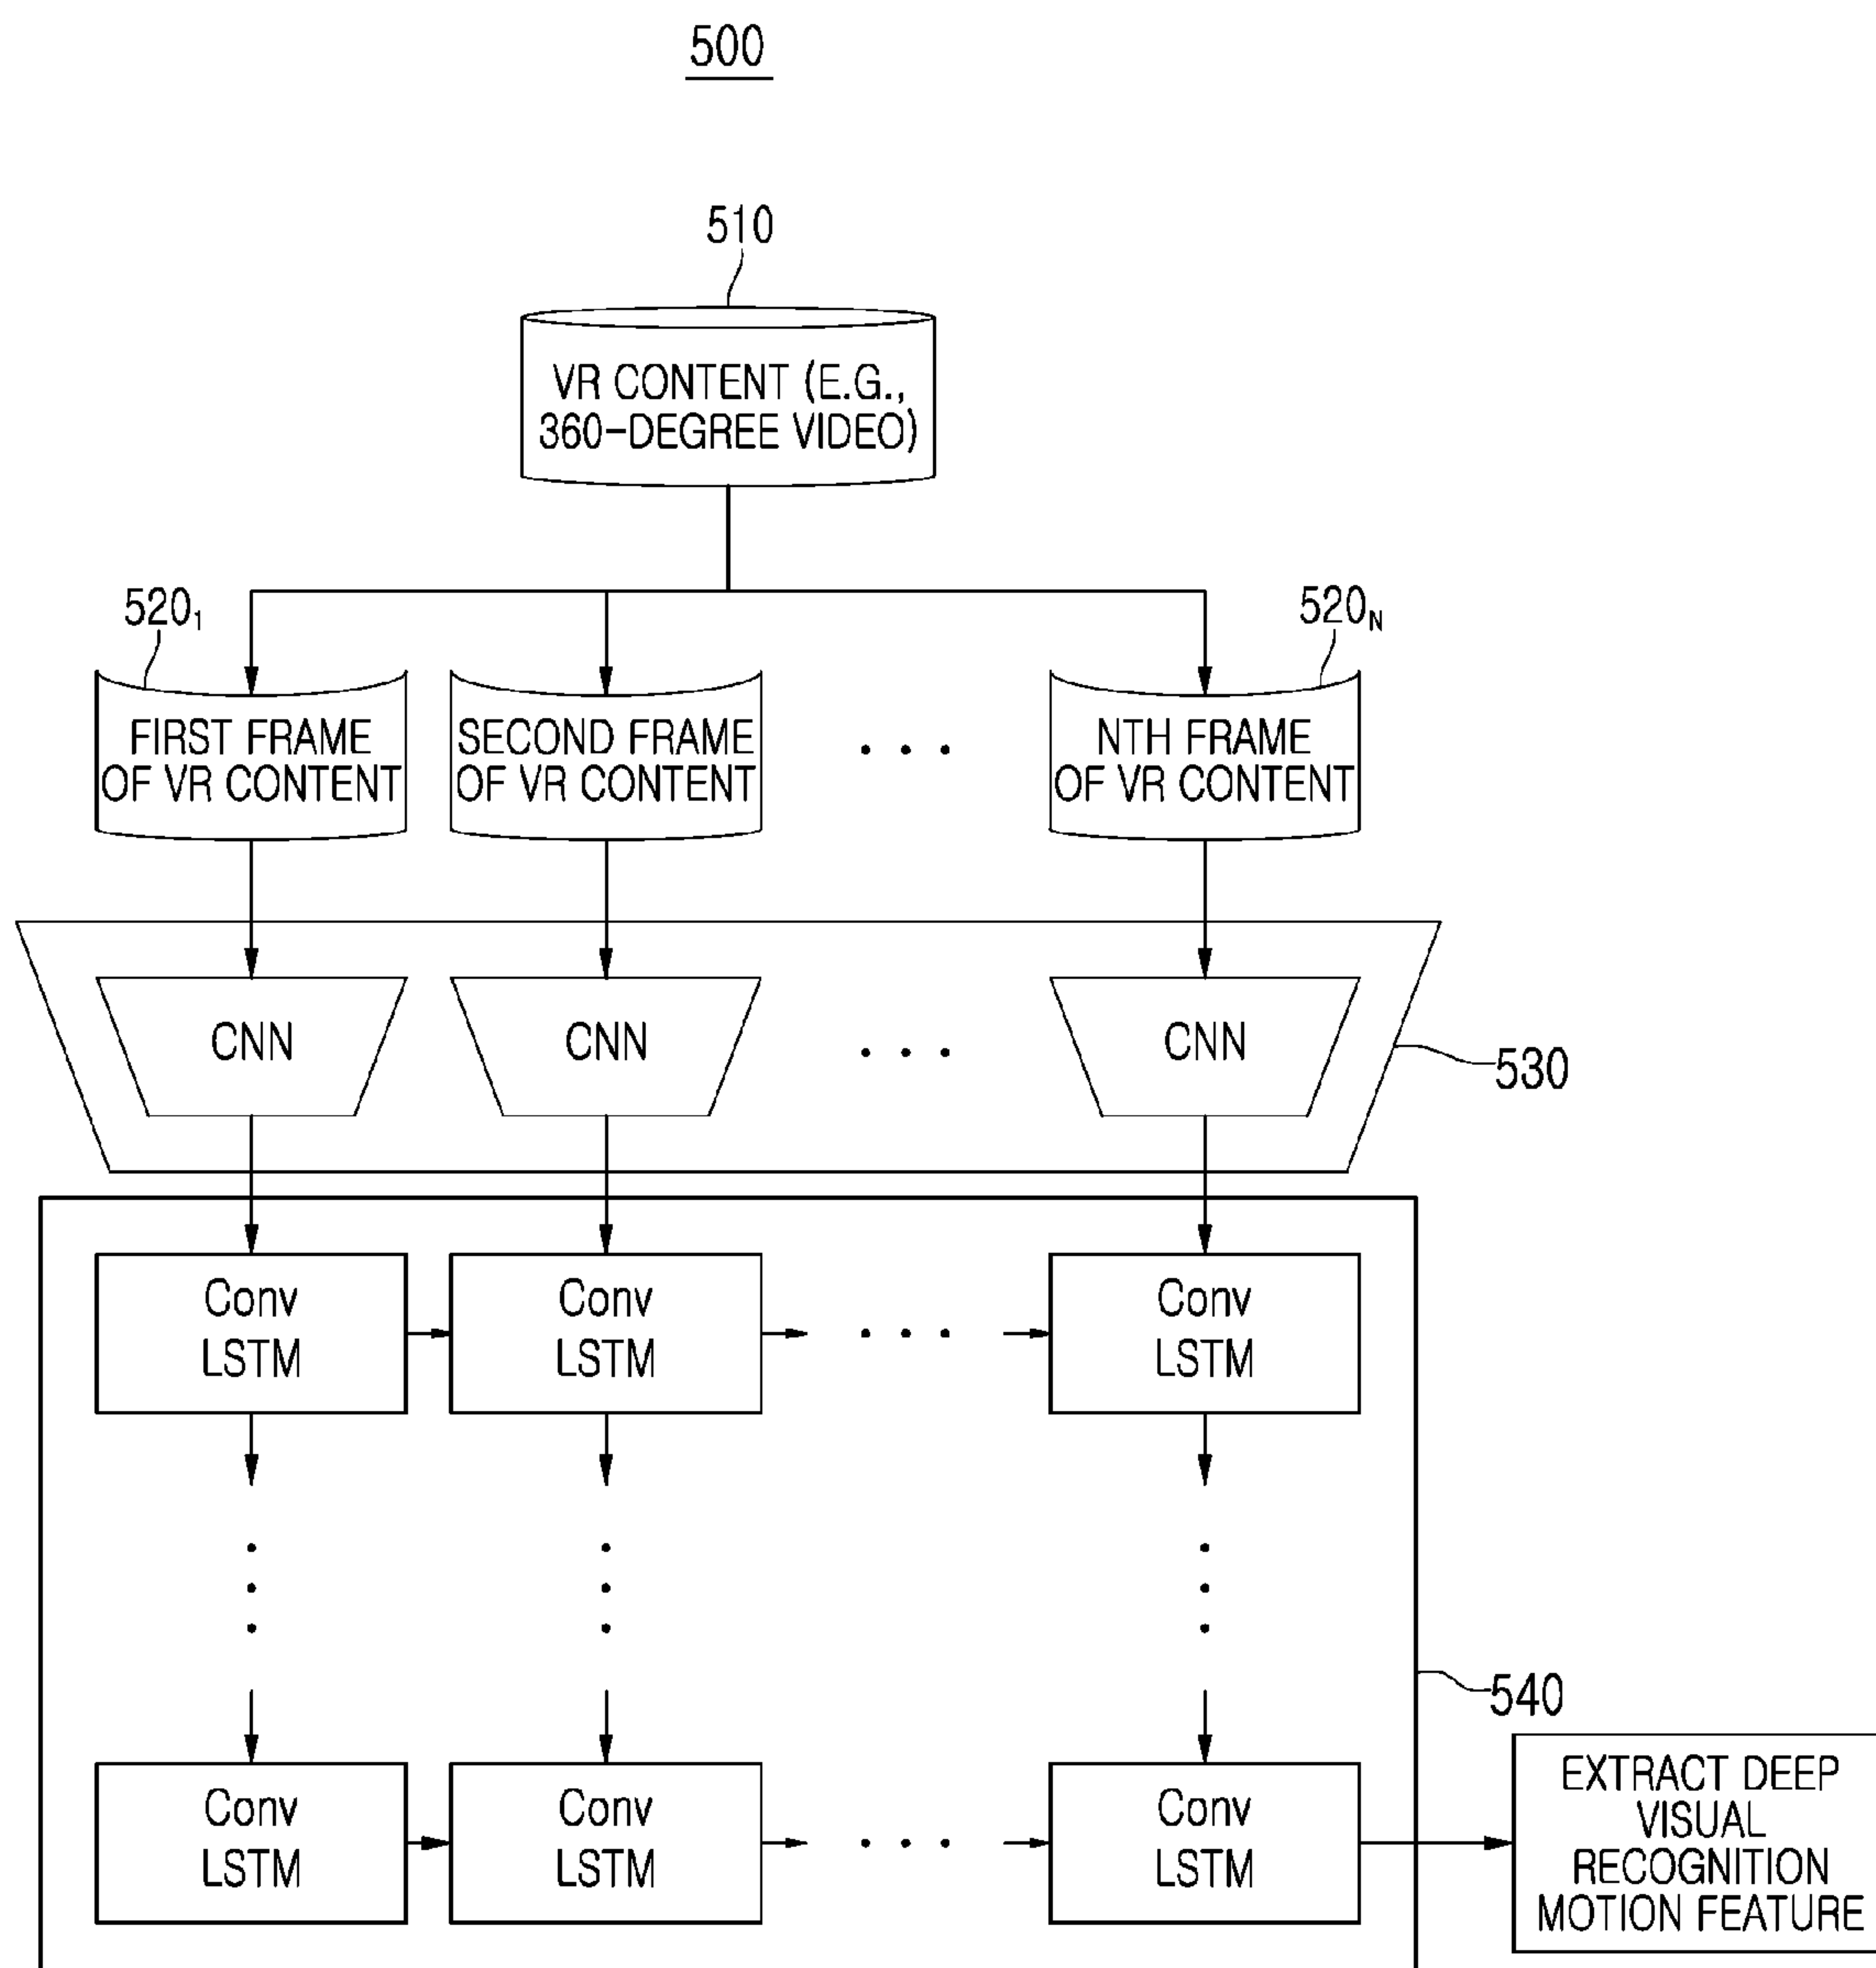 500
510
VR CONTENT (E.G.,
360-DEGREE VIDEO)
520₁
520ₙ
FIRST FRAME
OF VR CONTENT
SECOND FRAME
OF VR CONTENT
. . .
NTH FRAME
OF VR CONTENT
CNN
CNN
. . .
CNN
530
Conv
LSTM
Conv
LSTM
. . .
Conv
LSTM
540
Conv
LSTM
Conv
LSTM
. . .
Conv
LSTM
EXTRACT DEEP
VISUAL
RECOGNITION
MOTION FEATURE